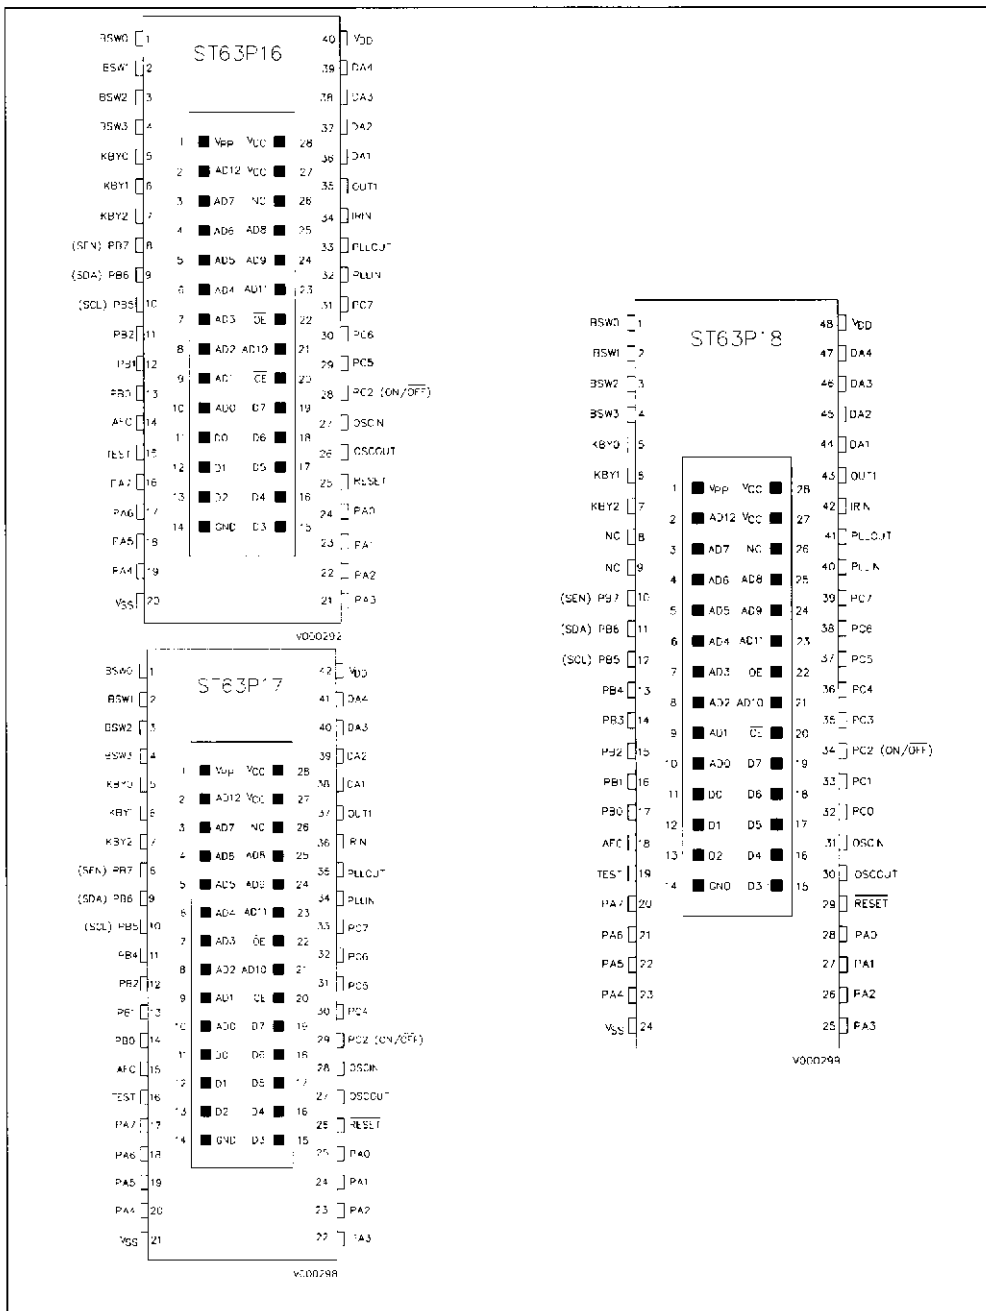 ST63P16
BSW0 1 40 VDD
BSW1 2 39 DA4
BSW2 3 38 DA3
BSW3 4 37 DA2
1 VPP VCC 28
KBY0 5 36 DA1
2 AD12 VCC 27
KBY1 6 35 OUT1
3 AD7 NC 26
KBY2 7 34 IRIN
4 AD6 AD8 25
(SEN) PB7 8 33 PLLOUT
5 AD5 AD9 24
(SDA) PB6 9 32 PLLIN
6 AD4 AD11 23
(SCL) PB5 10 31 PC7
7 AD3 OE 22
PB2 11 30 PC6
8 AD2 AD10 21
PB1 12 29 PC5
9 AD1 CE 20
PB0 13 28 PC2 (ON/OFF)
10 AD0 D7 19
AFC 14 27 OSCIN
11 D0 D6 18
TEST 15 26 OSCOUT
12 D1 D5 17
PA7 16 25 RESET
13 D2 D4 16
PA6 17 24 PA0
14 GND D3 15
PA5 18 23 PA1
PA4 19 22 PA2
VSS 20 21 PA3
V000292
ST63P17
BSW0 1 42 VDD
BSW1 2 41 DA4
BSW2 3 40 DA3
BSW3 4 39 DA2
1 VPP VCC 28
KBY0 5 38 DA1
2 AD12 VCC 27
KBY1 6 37 OUT1
3 AD7 NC 26
KBY2 7 36 IRIN
4 AD6 AD8 25
(SEN) PB7 8 35 PLLOUT
5 AD5 AD9 24
(SDA) PB6 9 34 PLLIN
6 AD4 AD11 23
(SCL) PB5 10 33 PC7
7 AD3 OE 22
PB4 11 32 PC6
8 AD2 AD10 21
PB2 12 31 PC5
9 AD1 CE 20
PB1 13 30 PC4
10 AD0 D7 19
PB0 14 29 PC2 (ON/OFF)
11 D0 D6 18
AFC 15 28 OSCIN
12 D1 D5 17
TEST 16 27 OSCOUT
13 D2 D4 16
PA7 17 26 RESET
14 GND D3 15
PA6 18 25 PA0
PA5 19 24 PA1
PA4 20 23 PA2
VSS 21 22 PA3
V000298
ST63P18
BSW0 1 48 VDD
BSW1 2 47 DA4
BSW2 3 46 DA3
BSW3 4 45 DA2
KBY0 5 44 DA1
KBY1 6 43 OUT1
1 VPP VCC 28
KBY2 7 42 IRIN
2 AD12 VCC 27
NC 8 41 PLLOUT
3 AD7 NC 26
NC 9 40 PLLIN
4 AD6 AD8 25
(SEN) PB7 10 39 PC7
5 AD5 AD9 24
(SDA) PB6 11 38 PC6
6 AD4 AD11 23
(SCL) PB5 12 37 PC5
7 AD3 OE 22
PB4 13 36 PC4
8 AD2 AD10 21
PB3 14 35 PC3
9 AD1 CE 20
PB2 15 34 PC2 (ON/OFF)
10 AD0 D7 19
PB1 16 33 PC1
11 D0 D6 18
PB0 17 32 PC0
12 D1 D5 17
AFC 18 31 OSCIN
13 D2 D4 16
TEST 19 30 OSCOUT
14 GND D3 15
PA7 20 29 RESET
PA6 21 28 PA0
PA5 22 27 PA1
PA4 23 26 PA2
VSS 24 25 PA3
V000299